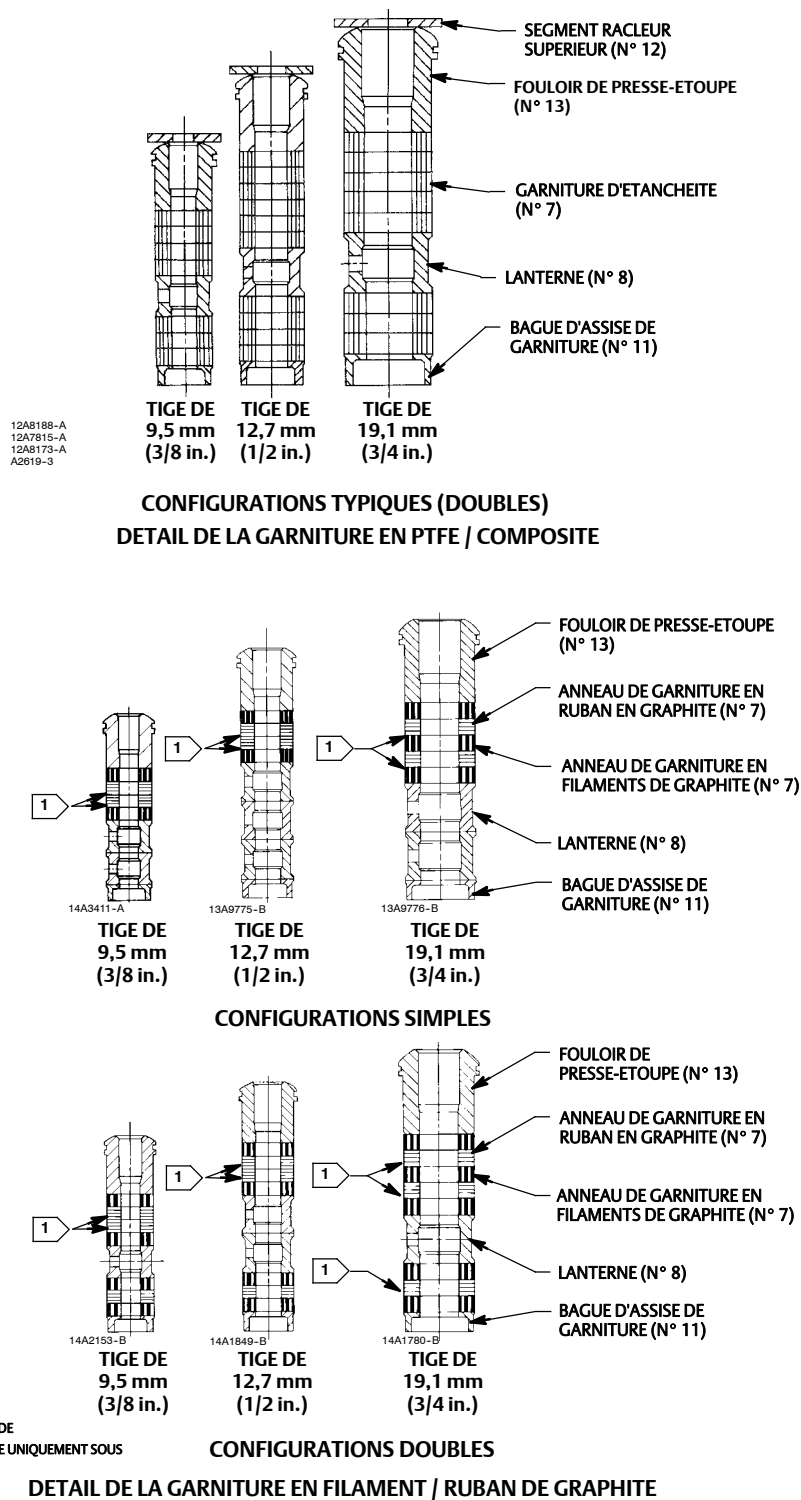 SEGMENT RACLEUR
SUPERIEUR (N° 12)
FOULOIR DE PRESSE-ETOUPE
(N° 13)
GARNITURE D'ETANCHEITE
(N° 7)
LANTERNE (N° 8)
BAGUE D'ASSISE DE
GARNITURE (N° 11)
TIGE DE
9,5 mm
(3/8 in.)
TIGE DE
12,7 mm
(1/2 in.)
TIGE DE
19,1 mm
(3/4 in.)
12A8188-A
12A7815-A
12A8173-A
A2619-3
CONFIGURATIONS TYPIQUES (DOUBLES)
DETAIL DE LA GARNITURE EN PTFE / COMPOSITE
FOULOIR DE PRESSE-ETOUPE
(N° 13)
ANNEAU DE GARNITURE EN
RUBAN EN GRAPHITE (N° 7)
1
1
1
ANNEAU DE GARNITURE EN
FILAMENTS DE GRAPHITE (N° 7)
LANTERNE (N° 8)
BAGUE D'ASSISE DE
GARNITURE (N° 11)
14A3411-A
13A9775-B
13A9776-B
TIGE DE
9,5 mm
(3/8 in.)
TIGE DE
12,7 mm
(1/2 in.)
TIGE DE
19,1 mm
(3/4 in.)
CONFIGURATIONS SIMPLES
FOULOIR DE
PRESSE-ETOUPE (N° 13)
ANNEAU DE GARNITURE EN
RUBAN EN GRAPHITE (N° 7)
1
1
1
ANNEAU DE GARNITURE EN
FILAMENTS DE GRAPHITE (N° 7)
1
LANTERNE (N° 8)
BAGUE D'ASSISE DE
GARNITURE (N° 11)
14A2153-B
14A1849-B
14A1780-B
TIGE DE
9,5 mm
(3/8 in.)
TIGE DE
12,7 mm
(1/2 in.)
TIGE DE
19,1 mm
(3/4 in.)
DE
E UNIQUEMENT SOUS
CONFIGURATIONS DOUBLES
DETAIL DE LA GARNITURE EN FILAMENT / RUBAN DE GRAPHITE